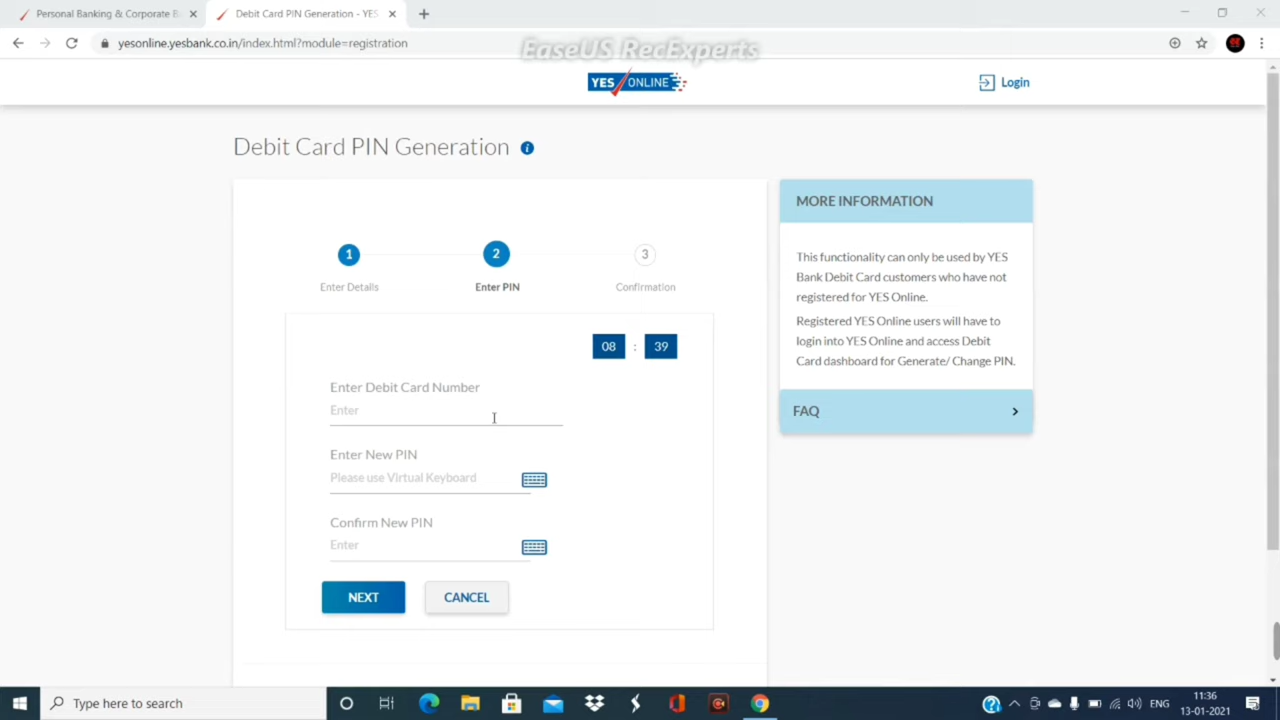 Personal Banking & Corporate B
Debit Card PIN Generation - YES
yesonline.yesbank.co.in/index.html?module=registration
EaseUS RecExperts
YES ONLINE
Login
Debit Card PIN Generation
1
2
3
Enter Details
Enter PIN
Confirmation
08 : 39
Enter Debit Card Number
Enter
Enter New PIN
Please use Virtual Keyboard
Confirm New PIN
Enter
NEXT
CANCEL
MORE INFORMATION
This functionality can only be used by YES
Bank Debit Card customers who have not
registered for YES Online.
Registered YES Online users will have to
login into YES Online and access Debit
Card dashboard for Generate/ Change PIN.
FAQ
Type here to search
ENG
11:36
13-01-2021